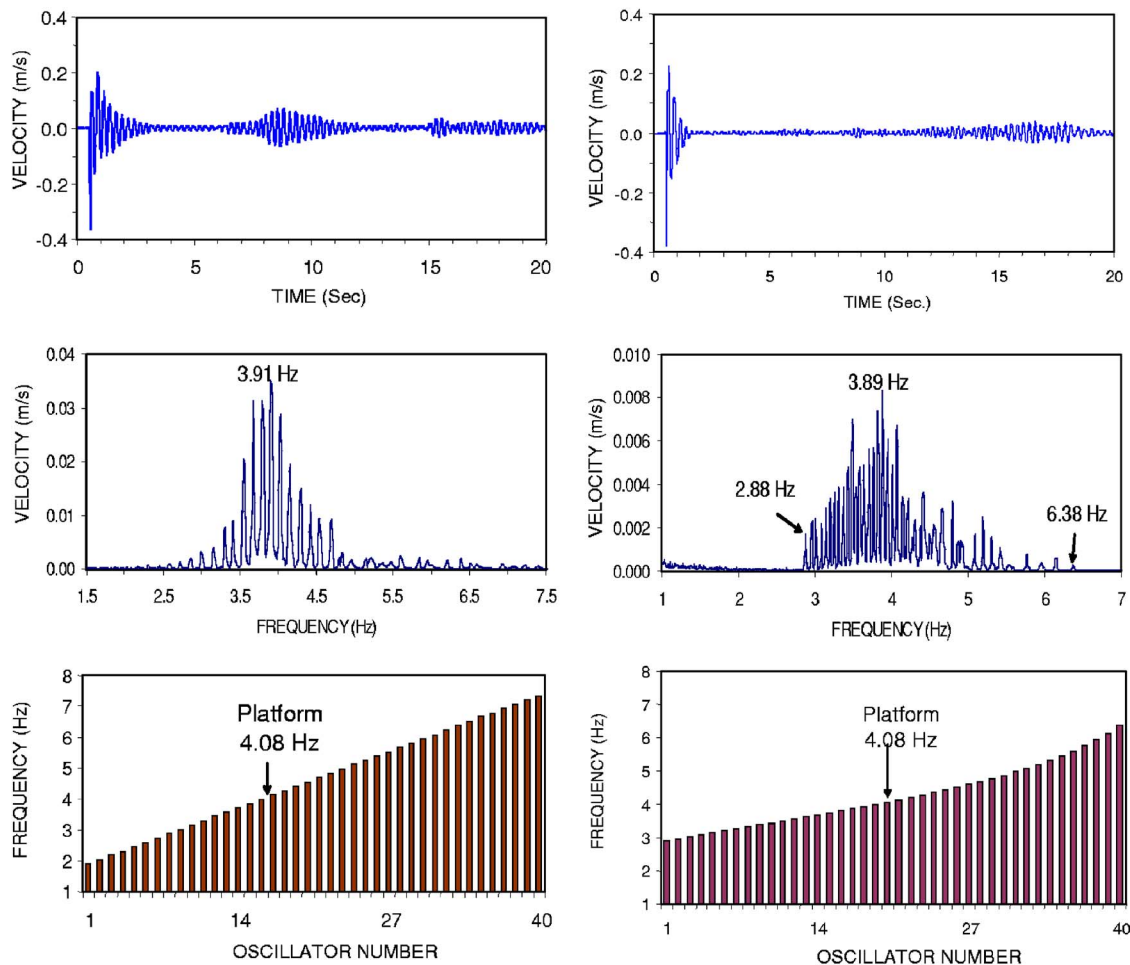 0.4
0.2
0.0
-0.2
-0.4
VELOCITY (m/s)
0 5 10 15 20
TIME (Sec)
0.4
0.2
0.0
-0.2
-0.4
VELOCITY (m/s)
0 5 10 15 20
TIME (Sec.)
0.04
0.03
0.02
0.01
0.00
VELOCITY (m/s)
3.91 Hz
1.5 2.5 3.5 4.5 5.5 6.5 7.5
FREQUENCY(Hz)
0.010
0.008
0.006
0.004
0.002
0.000
VELOCITY (m/s)
3.89 Hz
2.88 Hz
6.38 Hz
1 2 3 4 5 6 7
FREQUENCY(Hz)
8
7
6
5
4
3
2
1
FREQUENCY (Hz)
Platform
4.08 Hz
1 14 27 40
OSCILLATOR NUMBER
8
7
6
5
4
3
2
1
FREQUENCY (Hz)
Platform
4.08 Hz
1 14 27 40
OSCILLATOR NUMBER